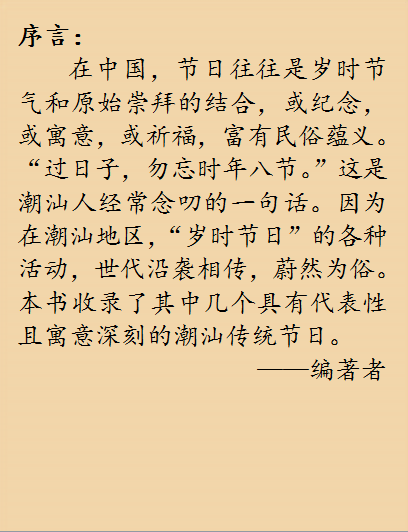 序言：
在中国，节日往往是岁时节
气和原始崇拜的结合，或纪念，
或寓意，或祈福，富有民俗蕴义。
“过日子，勿忘时年八节。”这是
潮汕人经常念叨的一句话。因为
在潮汕地区，“岁时节日”的各种
活动，世代沿袭相传，蔚然为俗。
本书收录了其中几个具有代表性
且寓意深刻的潮汕传统节日。
——编著者